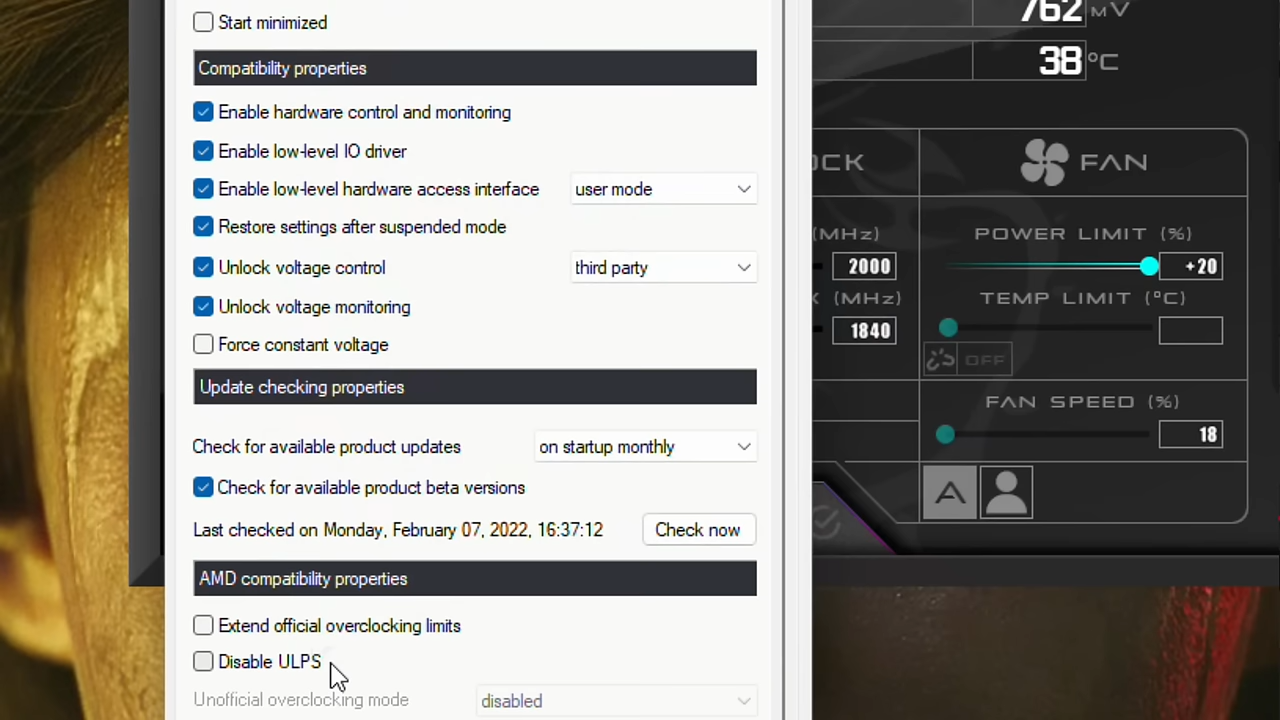 Start minimized
Compatibility properties
Enable hardware control and monitoring
Enable low-level IO driver
Enable low-level hardware access interface user mode
Restore settings after suspended mode
Unlock voltage control third party
Unlock voltage monitoring
Force constant voltage
Update checking properties
Check for available product updates on startup monthly
Check for available product beta versions
Last checked on Monday, February 07, 2022, 16:37:12 Check now
AMD compatibility properties
Extend official overclocking limits
Disable ULPS
Unofficial overclocking mode disabled
762 MV
38 °C
OCK
(MHz) 2000
(MHz) 1840
FAN
POWER LIMIT (%)
+20
TEMP LIMIT (°C)
OFF
FAN SPEED (%)
18
A